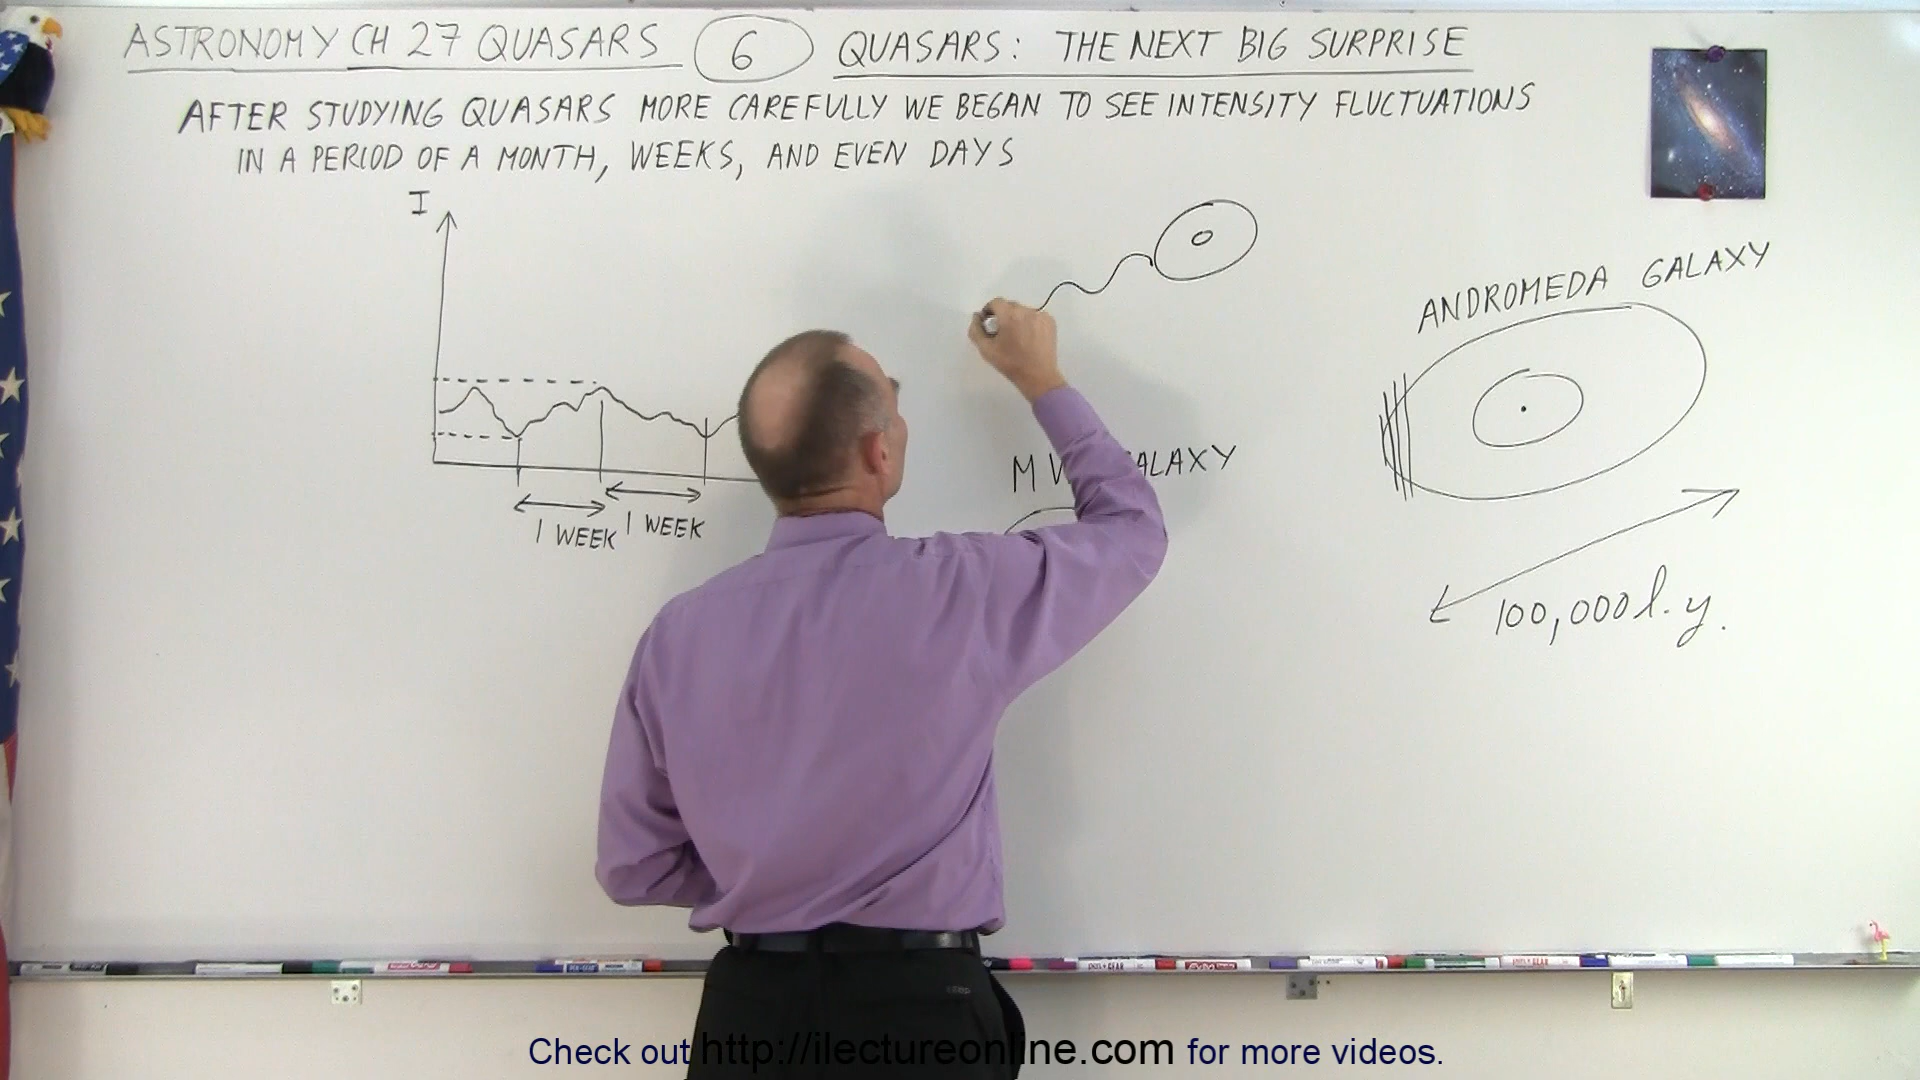 ASTRONOMY CH 27 QUASARS 6 QUASARS: THE NEXT BIG SURPRISE
AFTER STUDYING QUASARS MORE CAREFULLY WE BEGAN TO SEE INTENSITY FLUCTUATIONS
IN A PERIOD OF A MONTH, WEEKS, AND EVEN DAYS
I
1 WEEK
1 WEEK
M
ANDROMEDA GALAXY
100,000 l.y.
Check out http://ilectureonline.com for more videos.